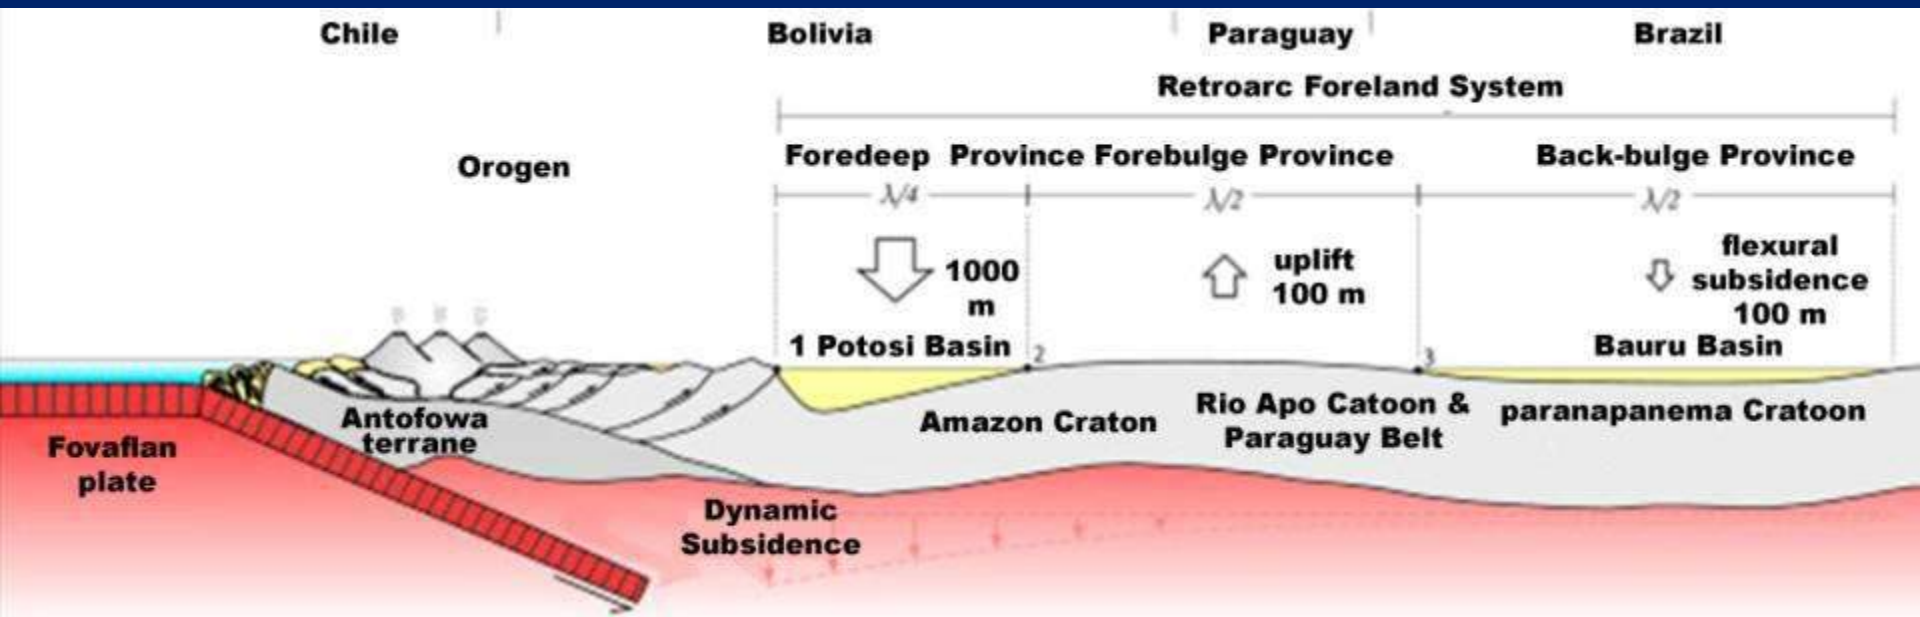 Chile
Bolivia
Paraguay
Brazil
Retroarc Foreland System
Orogen
Foredeep Province Forebulge Province
Back-bulge Province
λ/4
λ/2
λ/2
1000
m
uplift
100 m
flexural
subsidence
100 m
1 Potosi Basin
2
3
Bauru Basin
Antofowa
terrane
Amazon Craton
Rio Apo Catoon &
Paraguay Belt
paranapanema Cratoon
Fovaflan
plate
Dynamic
Subsidence